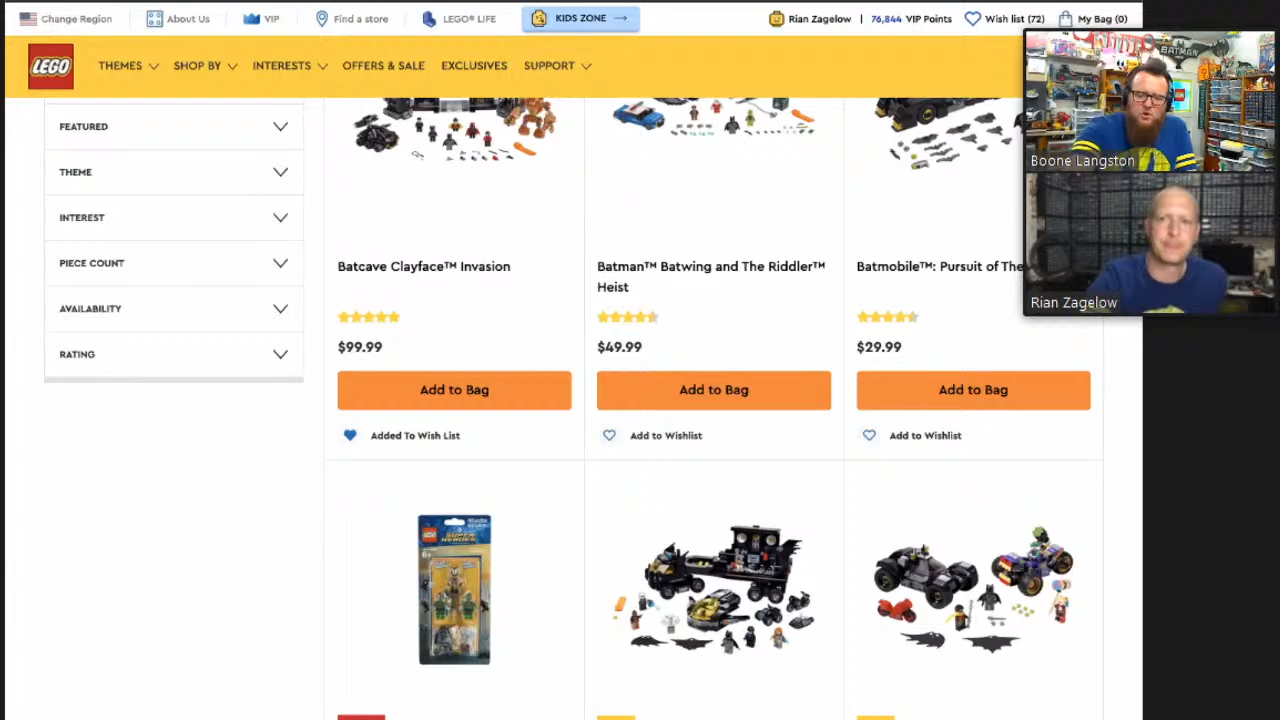 Change Region
About Us
VIP
Find a store
LEGO® LIFE
KIDS ZONE →
Rian Zagelow | 76,844 VIP Points
Wish list (72)
My Bag (0)
LEGO
THEMES
SHOP BY
INTERESTS
OFFERS & SALE
EXCLUSIVES
SUPPORT
BATMAN
Boone Langston
Rian Zagelow
FEATURED
THEME
INTEREST
PIECE COUNT
AVAILABILITY
RATING
Batcave Clayface™ Invasion
$99.99
Add to Bag
Added To Wish List
Batman™ Batwing and The Riddler™
Heist
$49.99
Add to Bag
Add to Wishlist
Batmobile™: Pursuit of The
$29.99
Add to Bag
Add to Wishlist
LEGO
SUPER
HEROES